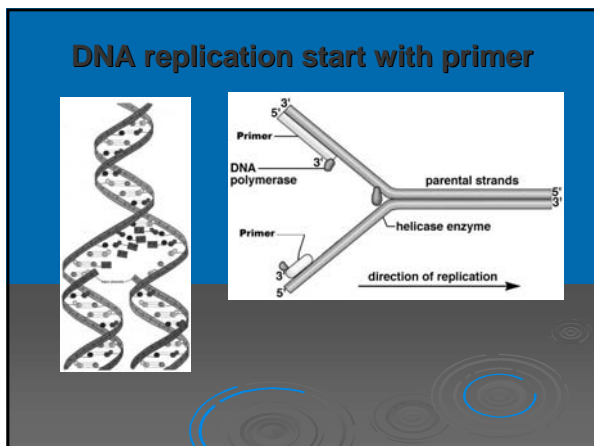 DNA replication start with primer
3'
5'
Primer
3'
DNA
polymerase
parental strands
5'
3'
helicase enzyme
Primer
3'
5'
direction of replication